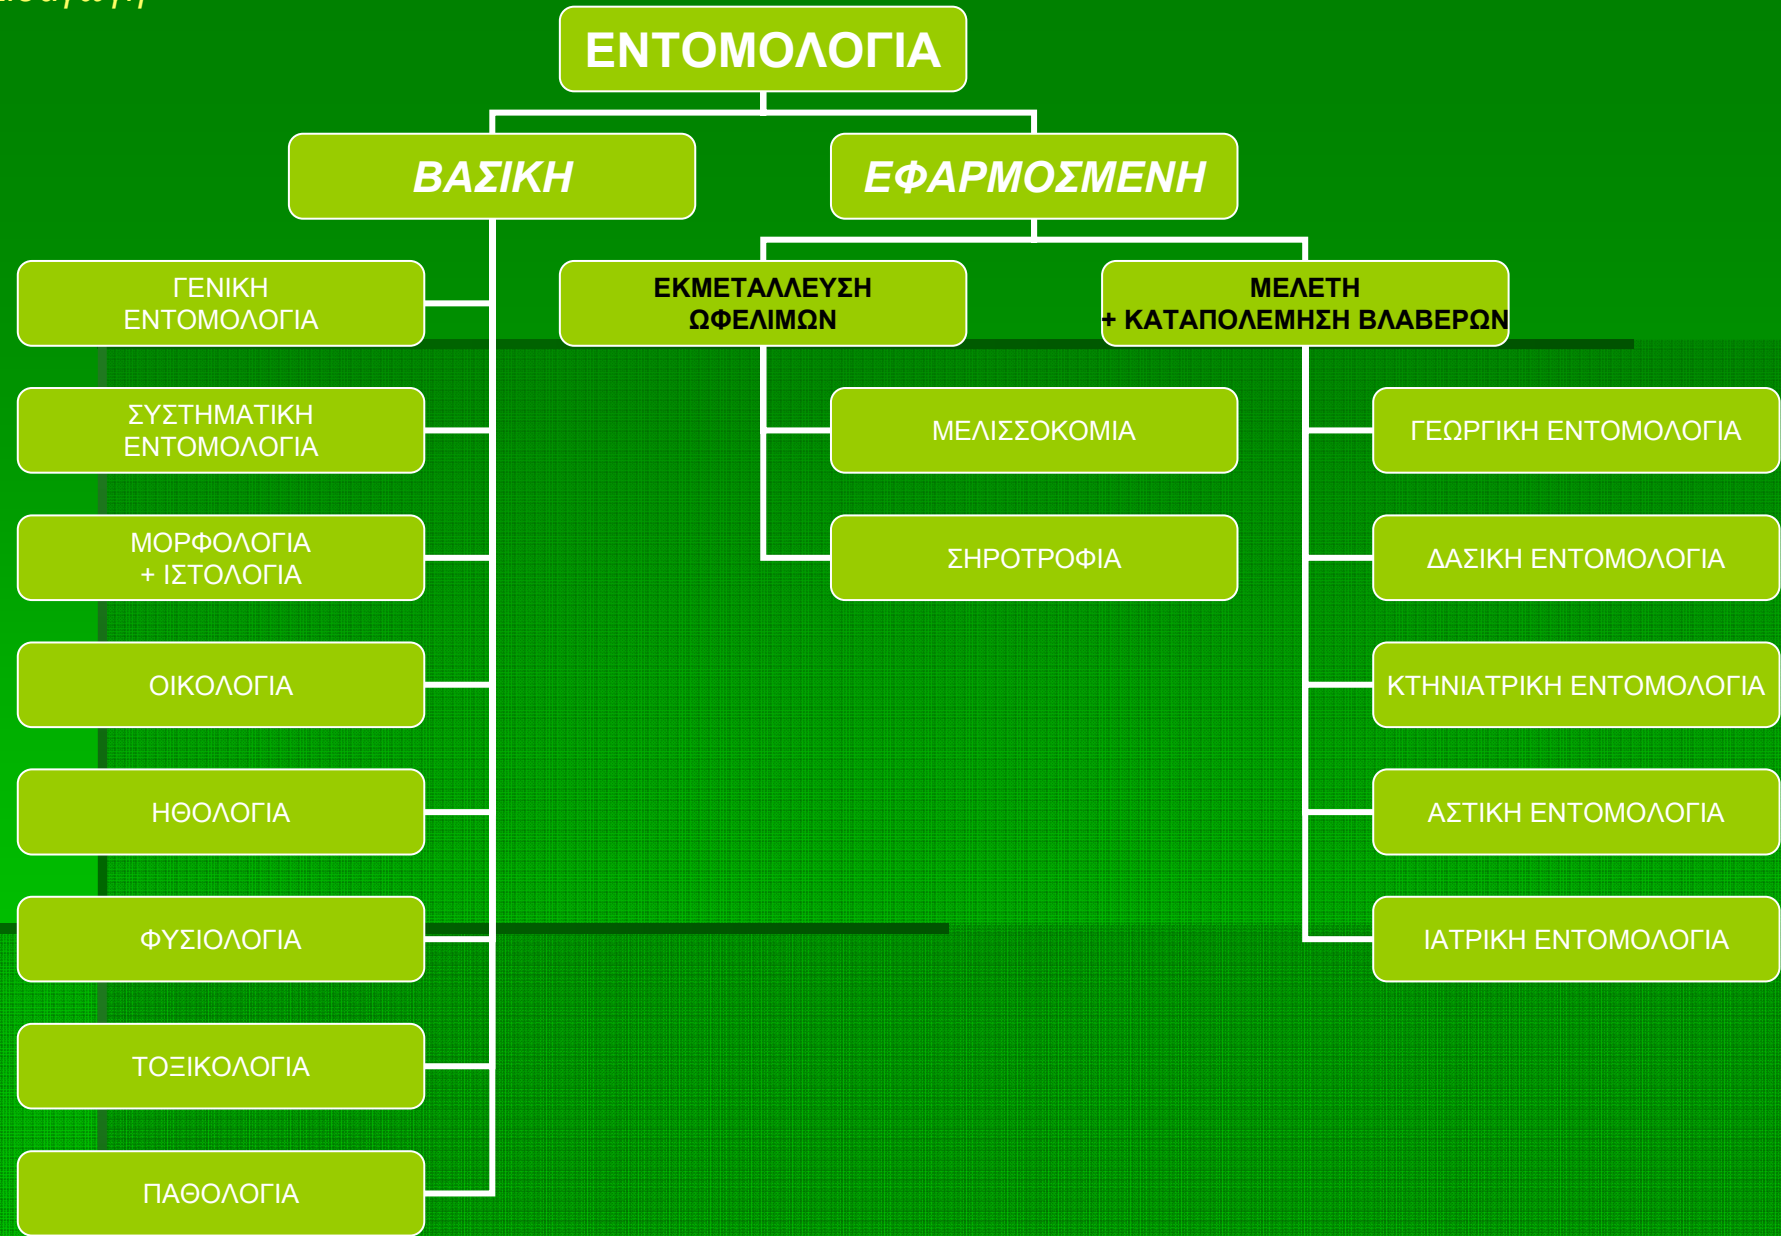 ΕΝΤΟΜΟΛΟΓΙΑ
ΒΑΣΙΚΗ
ΕΦΑΡΜΟΣΜΕΝΗ
ΓΕΝΙΚΗ
ΕΝΤΟΜΟΛΟΓΙΑ
ΣΥΣΤΗΜΑΤΙΚΗ
ΕΝΤΟΜΟΛΟΓΙΑ
ΜΟΡΦΟΛΟΓΙΑ
+ ΙΣΤΟΛΟΓΙΑ
ΟΙΚΟΛΟΓΙΑ
ΗΘΟΛΟΓΙΑ
ΦΥΣΙΟΛΟΓΙΑ
ΤΟΞΙΚΟΛΟΓΙΑ
ΠΑΘΟΛΟΓΙΑ
ΕΚΜΕΤΑΛΛΕΥΣΗ
ΩΦΕΛΙΜΩΝ
ΜΕΛΙΣΣΟΚΟΜΙΑ
ΣΗΡΟΤΡΟΦΙΑ
ΜΕΛΕΤΗ
+ ΚΑΤΑΠΟΛΕΜΗΣΗ ΒΛΑΒΕΡΩΝ
ΓΕΩΡΓΙΚΗ ΕΝΤΟΜΟΛΟΓΙΑ
ΔΑΣΙΚΗ ΕΝΤΟΜΟΛΟΓΙΑ
ΚΤΗΝΙΑΤΡΙΚΗ ΕΝΤΟΜΟΛΟΓΙΑ
ΑΣΤΙΚΗ ΕΝΤΟΜΟΛΟΓΙΑ
ΙΑΤΡΙΚΗ ΕΝΤΟΜΟΛΟΓΙΑ